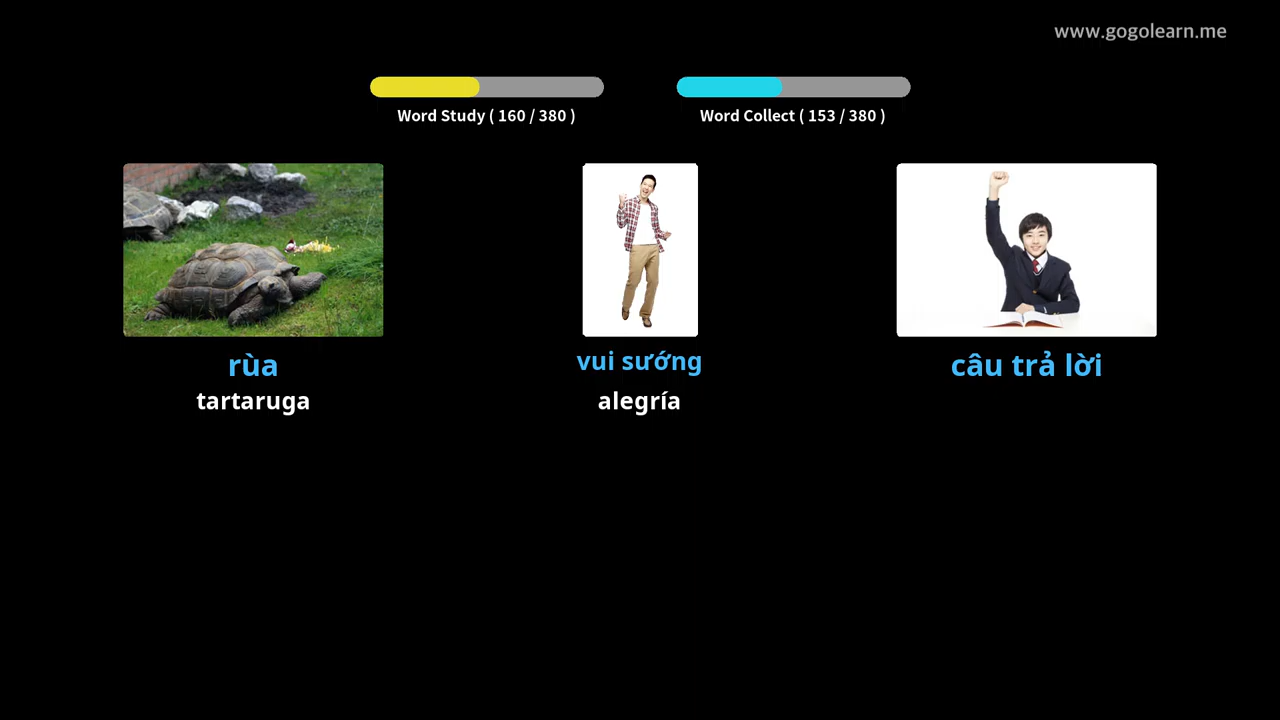 www.gogolearn.me
Word Study ( 160 / 380 )
Word Collect ( 153 / 380 )
rùa
vui sướng
câu trả lời
tartaruga
alegría